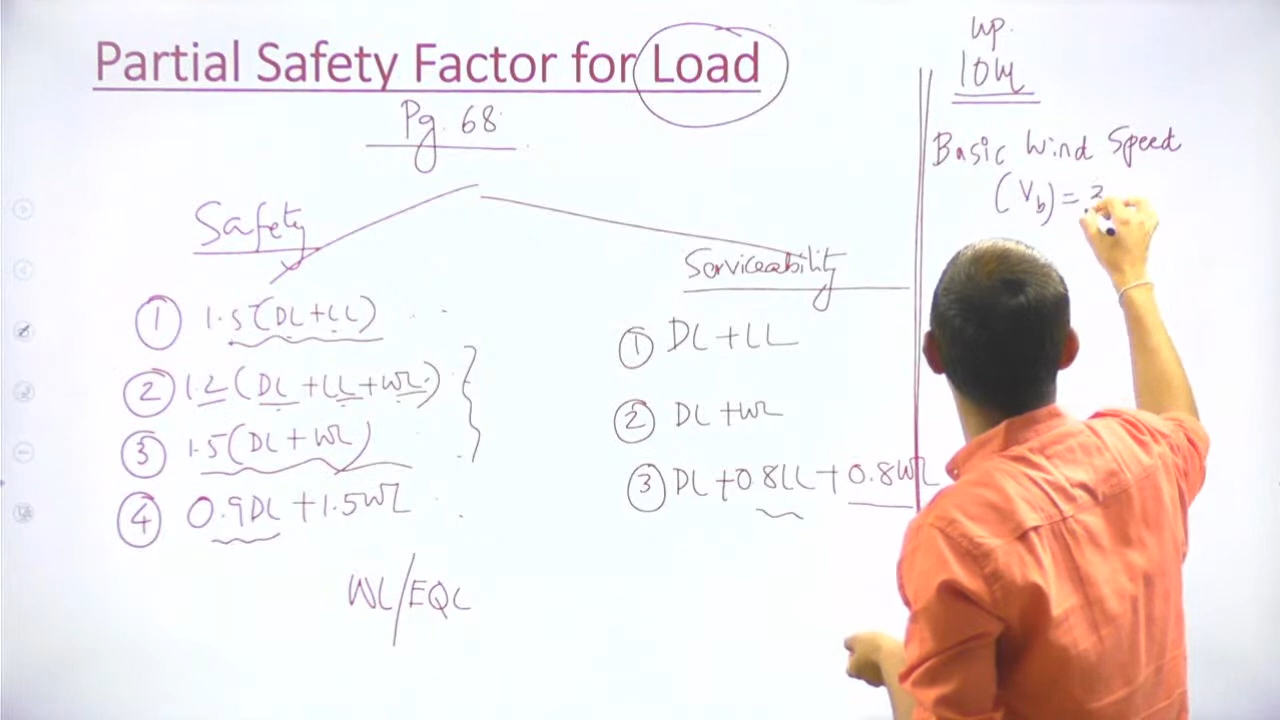 Partial Safety Factor for Load
Pg. 68
Safety
① 1.5(DL+LL)
② 1.2(DL+LL+WL)
③ 1.5(DL+WL)
④ 0.9DL+1.5WL
WL/EQL
Serviceability
① DL+LL
② DL+WL
③ DL+0.8LL+0.8WL
up.
10m
Basic Wind Speed
(Vb)=3